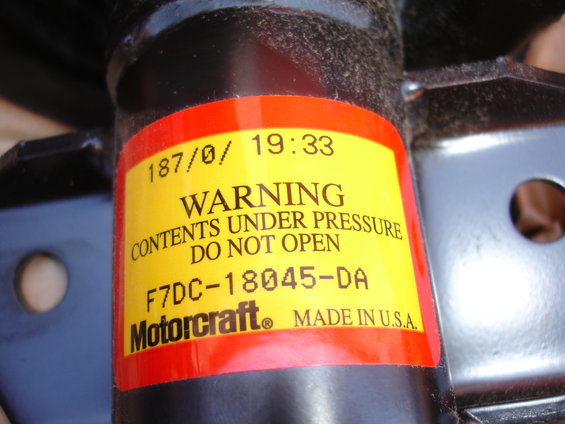 187/0/ 19:33
WARNING
CONTENTS UNDER PRESSURE
DO NOT OPEN
F7DC-18045-DA
Motorcraft® MADE IN U.S.A.